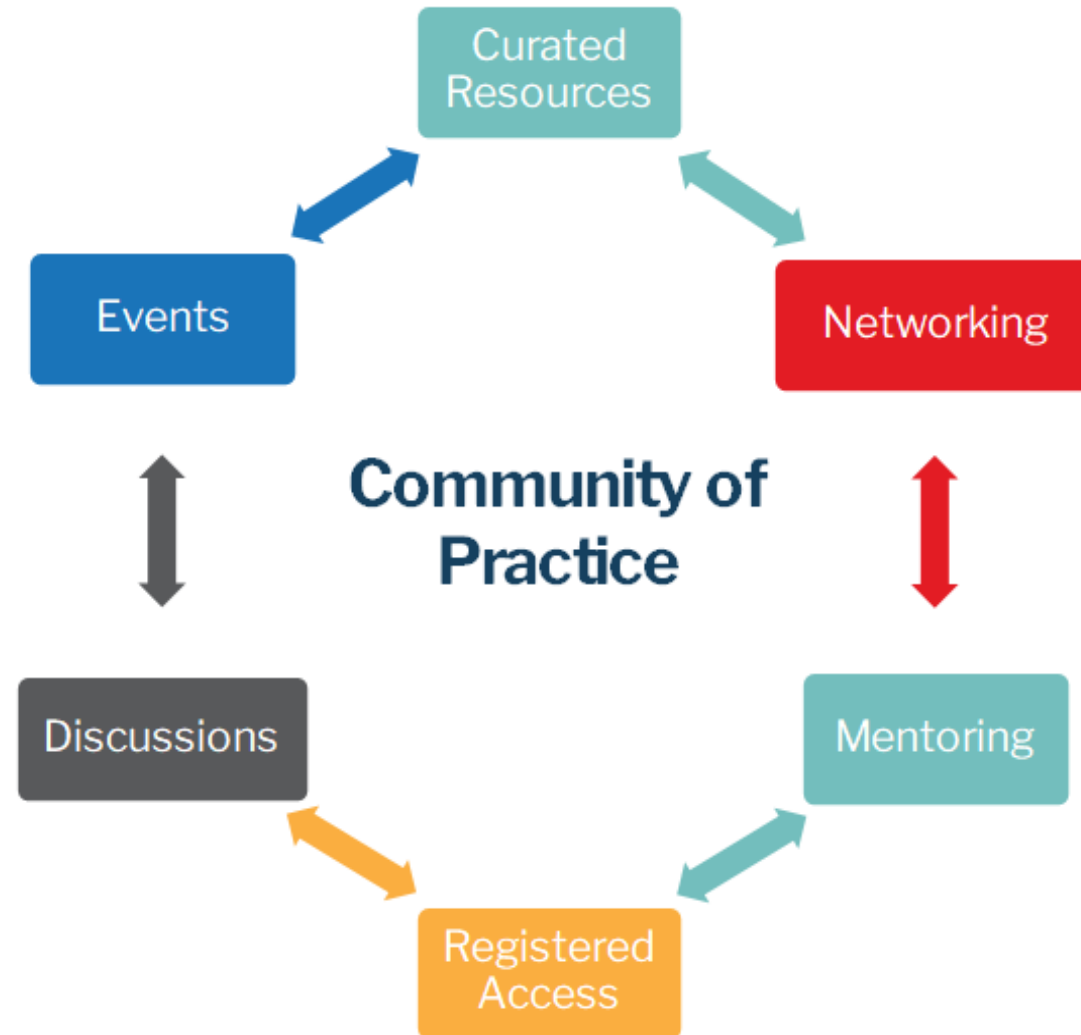 Curated
Resources
Events
Networking
Community of
Practice
Discussions
Mentoring
Registered
Access